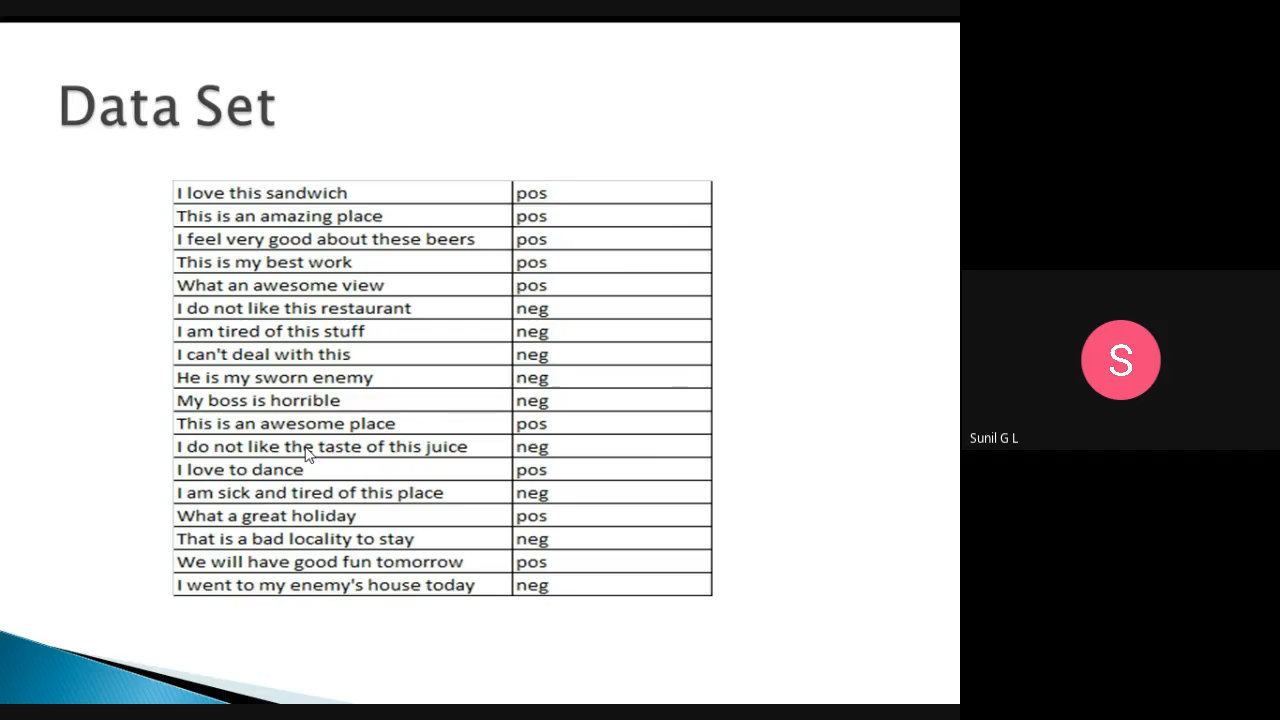 Data Set
I love this sandwich pos
This is an amazing place pos
I feel very good about these beers pos
This is my best work pos
What an awesome view pos
I do not like this restaurant neg
I am tired of this stuff neg
I can't deal with this neg
He is my sworn enemy neg
My boss is horrible neg
This is an awesome place pos
I do not like the taste of this juice neg
I love to dance pos
I am sick and tired of this place neg
What a great holiday pos
That is a bad locality to stay neg
We will have good fun tomorrow pos
I went to my enemy's house today neg
S
Sunil G L